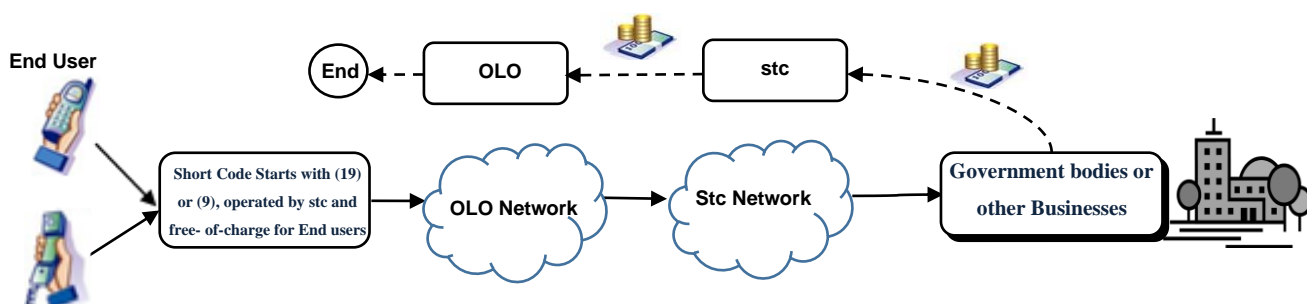 End User
End
OLO
stc
Short Code Starts with (19)
or (9), operated by stc and
free- of-charge for End users
OLO Network
Stc Network
Government bodies or
other Businesses